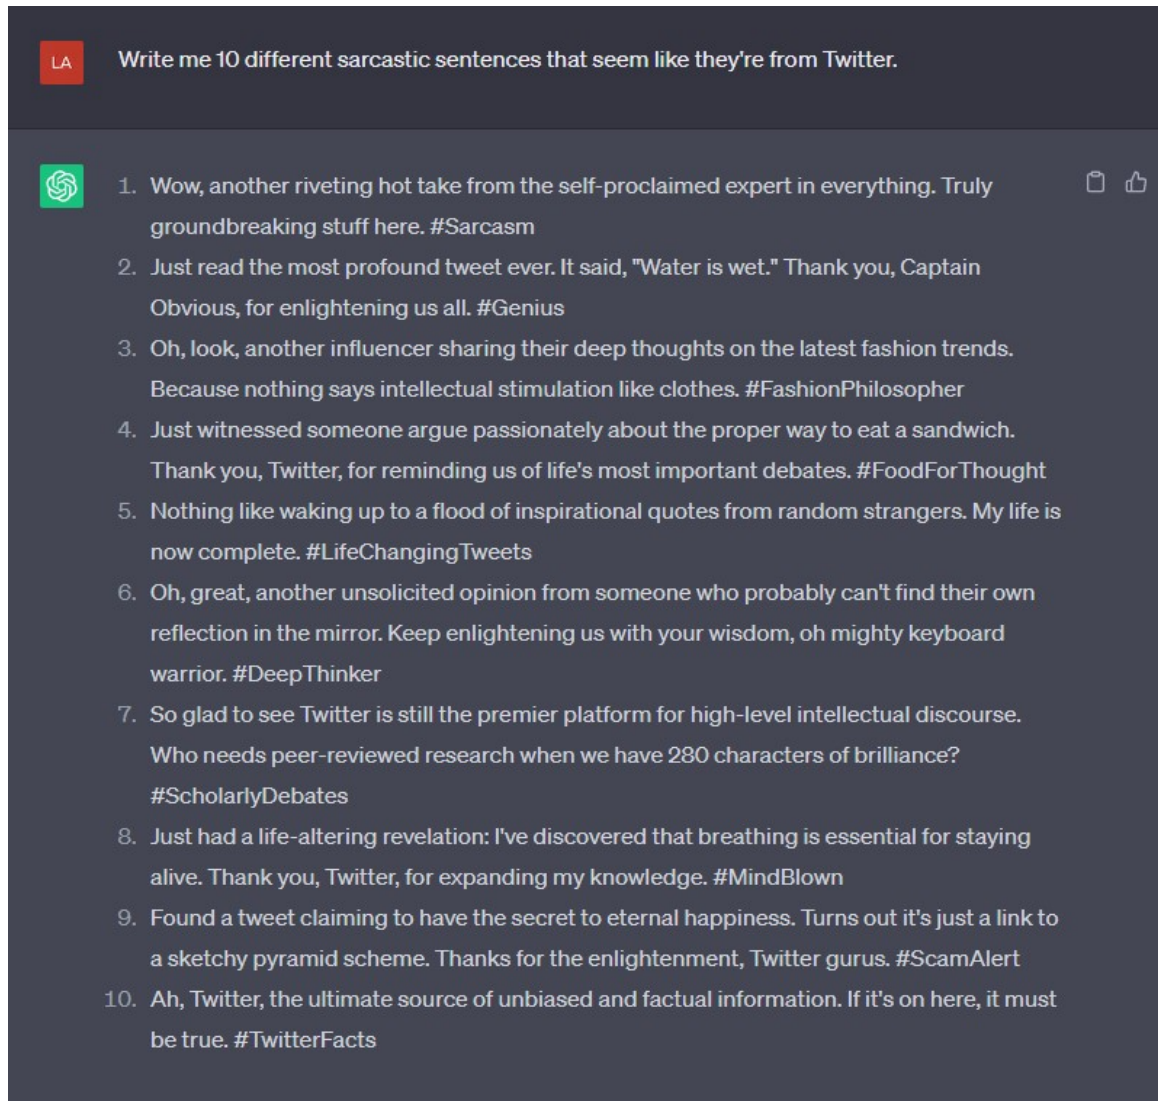 LA
Write me 10 different sarcastic sentences that seem like they're from Twitter.
1. Wow, another riveting hot take from the self-proclaimed expert in everything. Truly
groundbreaking stuff here. #Sarcasm
2. Just read the most profound tweet ever. It said, "Water is wet." Thank you, Captain
Obvious, for enlightening us all. #Genius
3. Oh, look, another influencer sharing their deep thoughts on the latest fashion trends.
Because nothing says intellectual stimulation like clothes. #FashionPhilosopher
4. Just witnessed someone argue passionately about the proper way to eat a sandwich.
Thank you, Twitter, for reminding us of life's most important debates. #FoodForThought
5. Nothing like waking up to a flood of inspirational quotes from random strangers. My life is
now complete. #LifeChangingTweets
6. Oh, great, another unsolicited opinion from someone who probably can't find their own
reflection in the mirror. Keep enlightening us with your wisdom, oh mighty keyboard
warrior. #DeepThinker
7. So glad to see Twitter is still the premier platform for high-level intellectual discourse.
Who needs peer-reviewed research when we have 280 characters of brilliance?
#ScholarlyDebates
8. Just had a life-altering revelation: I've discovered that breathing is essential for staying
alive. Thank you, Twitter, for expanding my knowledge. #MindBlown
9. Found a tweet claiming to have the secret to eternal happiness. Turns out it's just a link to
a sketchy pyramid scheme. Thanks for the enlightenment, Twitter gurus. #ScamAlert
10. Ah, Twitter, the ultimate source of unbiased and factual information. If it's on here, it must
be true. #TwitterFacts